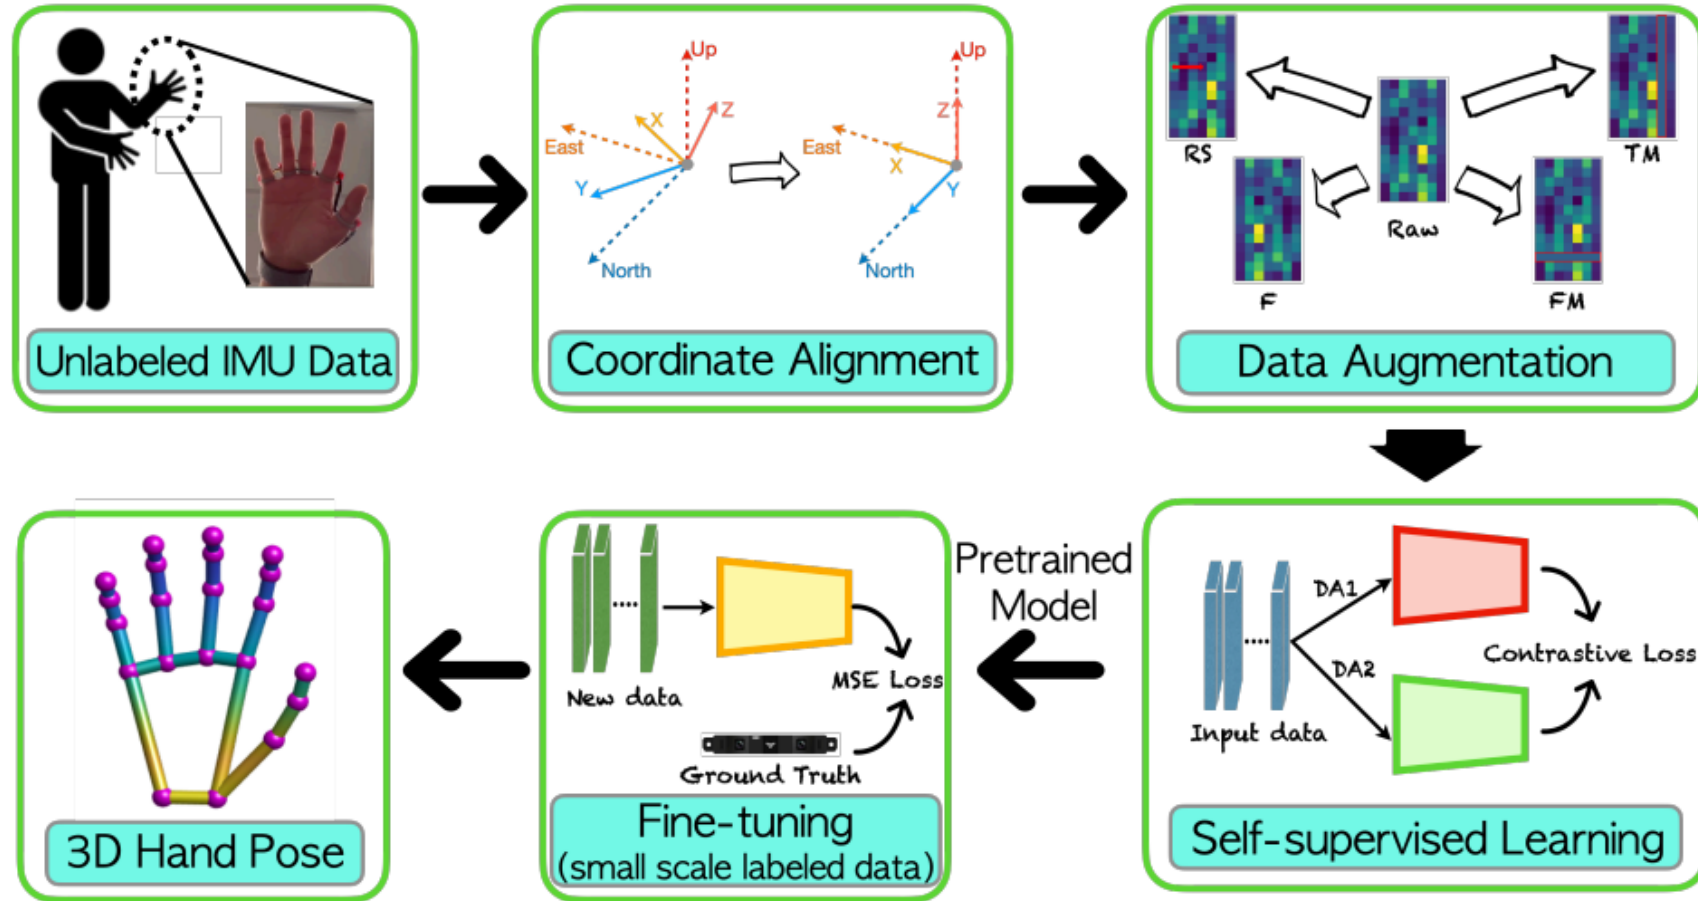 Up
X
Z
East
Y
North
Up
Z
East
X
Y
North
RS
TM
Raw
F
FM
Unlabeled IMU Data
Coordinate Alignment
Data Augmentation
Pretrained
Model
New data
MSE Loss
Ground Truth
DA1
DA2
Contrastive Loss
Input data
3D Hand Pose
Fine-tuning
(small scale labeled data)
Self-supervised Learning